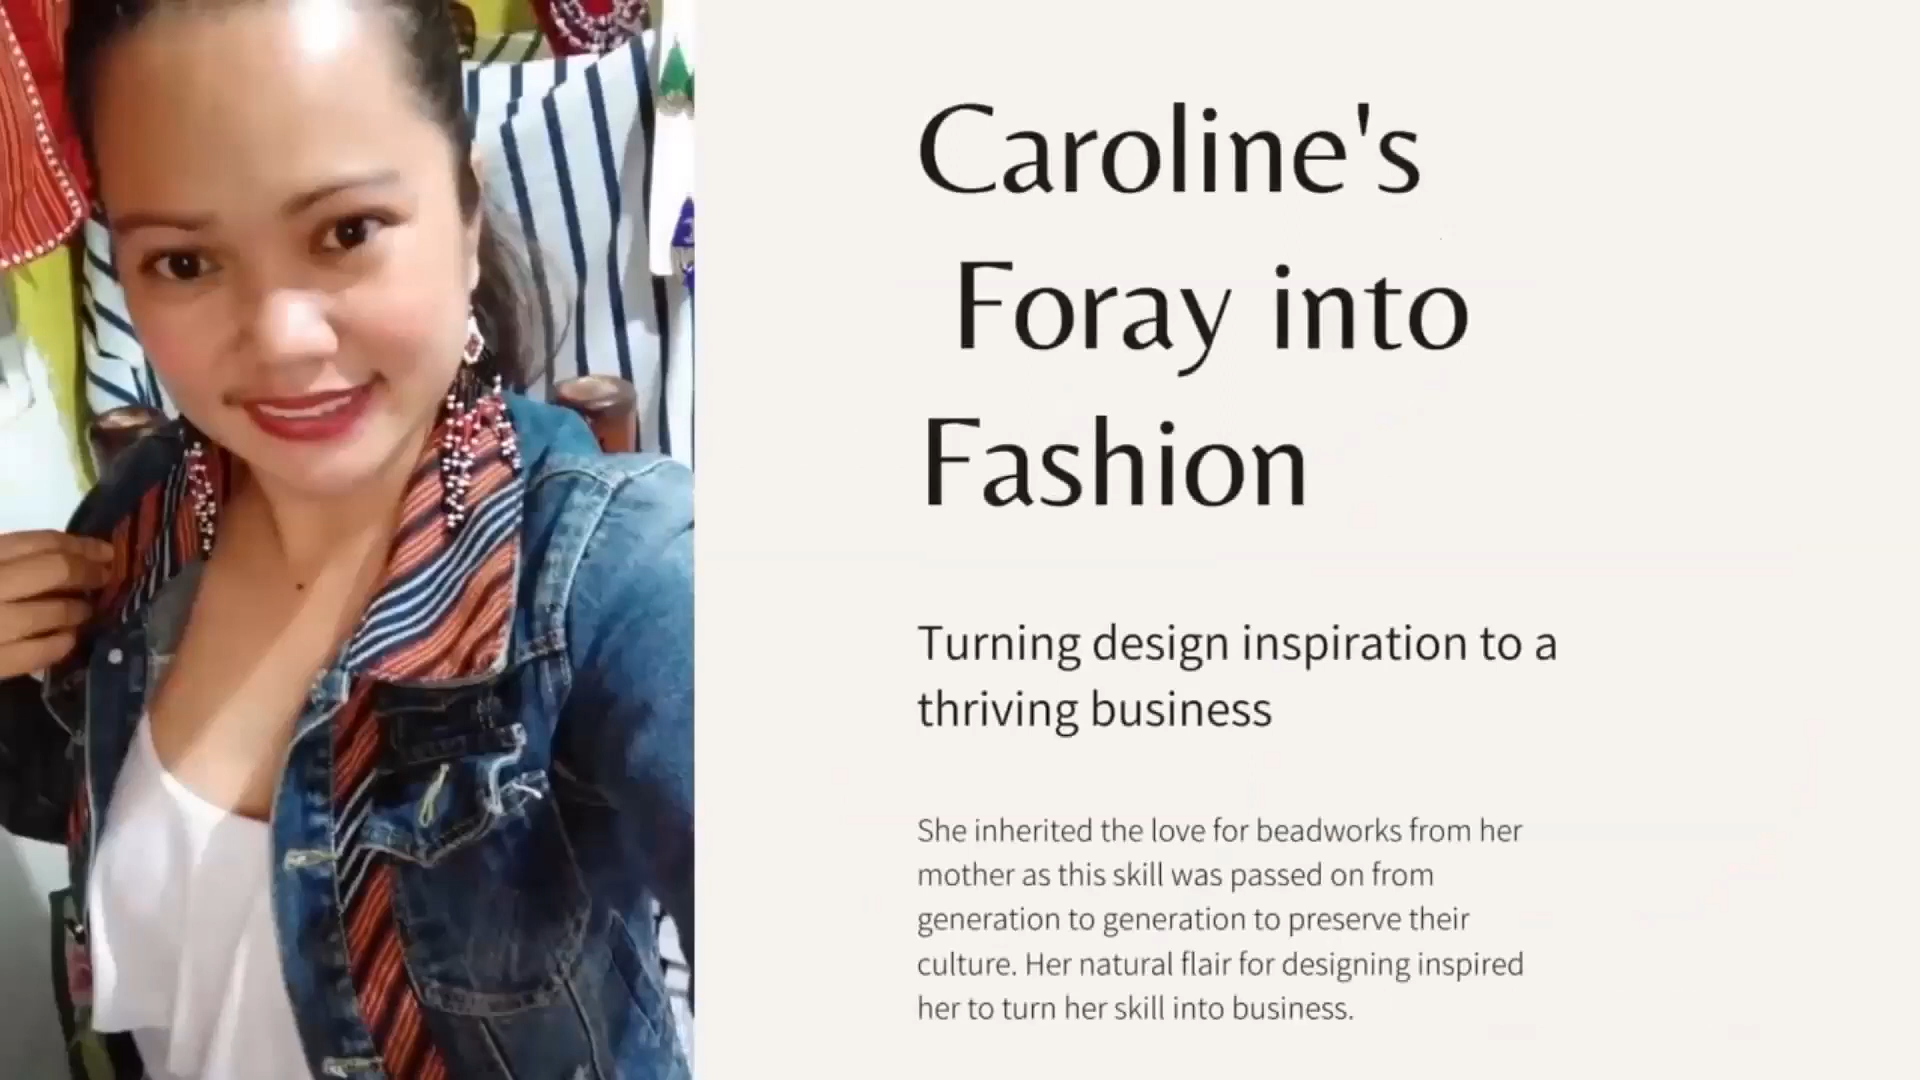 Caroline's
Foray into
Fashion
Turning design inspiration to a
thriving business
She inherited the love for beadworks from her
mother as this skill was passed on from
generation to generation to preserve their
culture. Her natural flair for designing inspired
her to turn her skill into business.